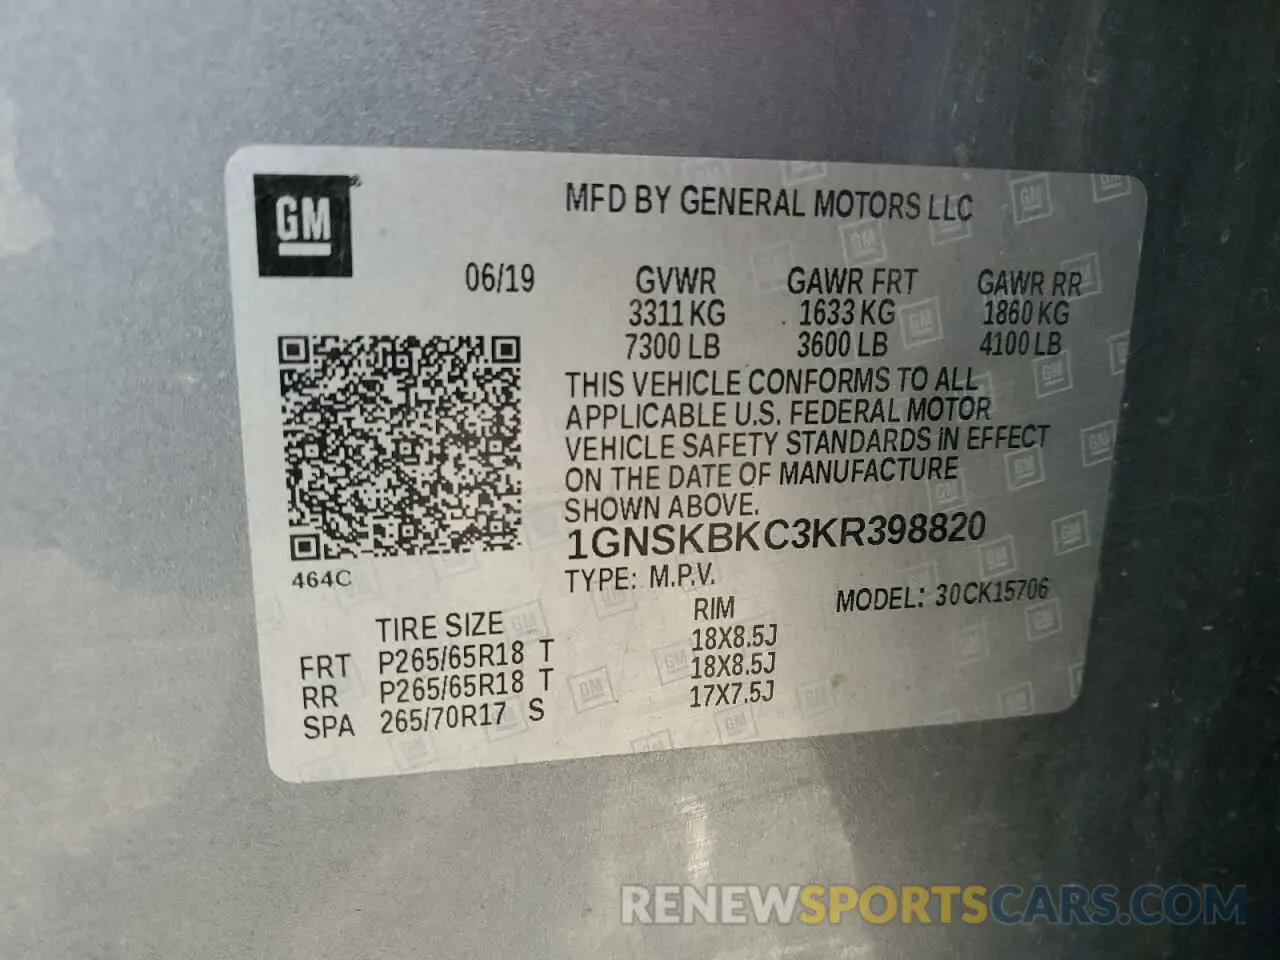 GM
MFD BY GENERAL MOTORS LLC
06/19 GVWR GAWR FRT GAWR RR
3311 KG 1633 KG 1860 KG
7300 LB 3600 LB 4100 LB
THIS VEHICLE CONFORMS TO ALL
APPLICABLE U.S. FEDERAL MOTOR
VEHICLE SAFETY STANDARDS IN EFFECT
ON THE DATE OF MANUFACTURE
SHOWN ABOVE.
1GNSKBKC3KR398820
464C
TYPE: M.P.V. MODEL: 30CK15706
TIRE SIZE RIM
FRT P265/65R18 T 18X8.5J
RR P265/65R18 T 18X8.5J
SPA 265/70R17 S 17X7.5J
RENEWSPORTSCARS.COM